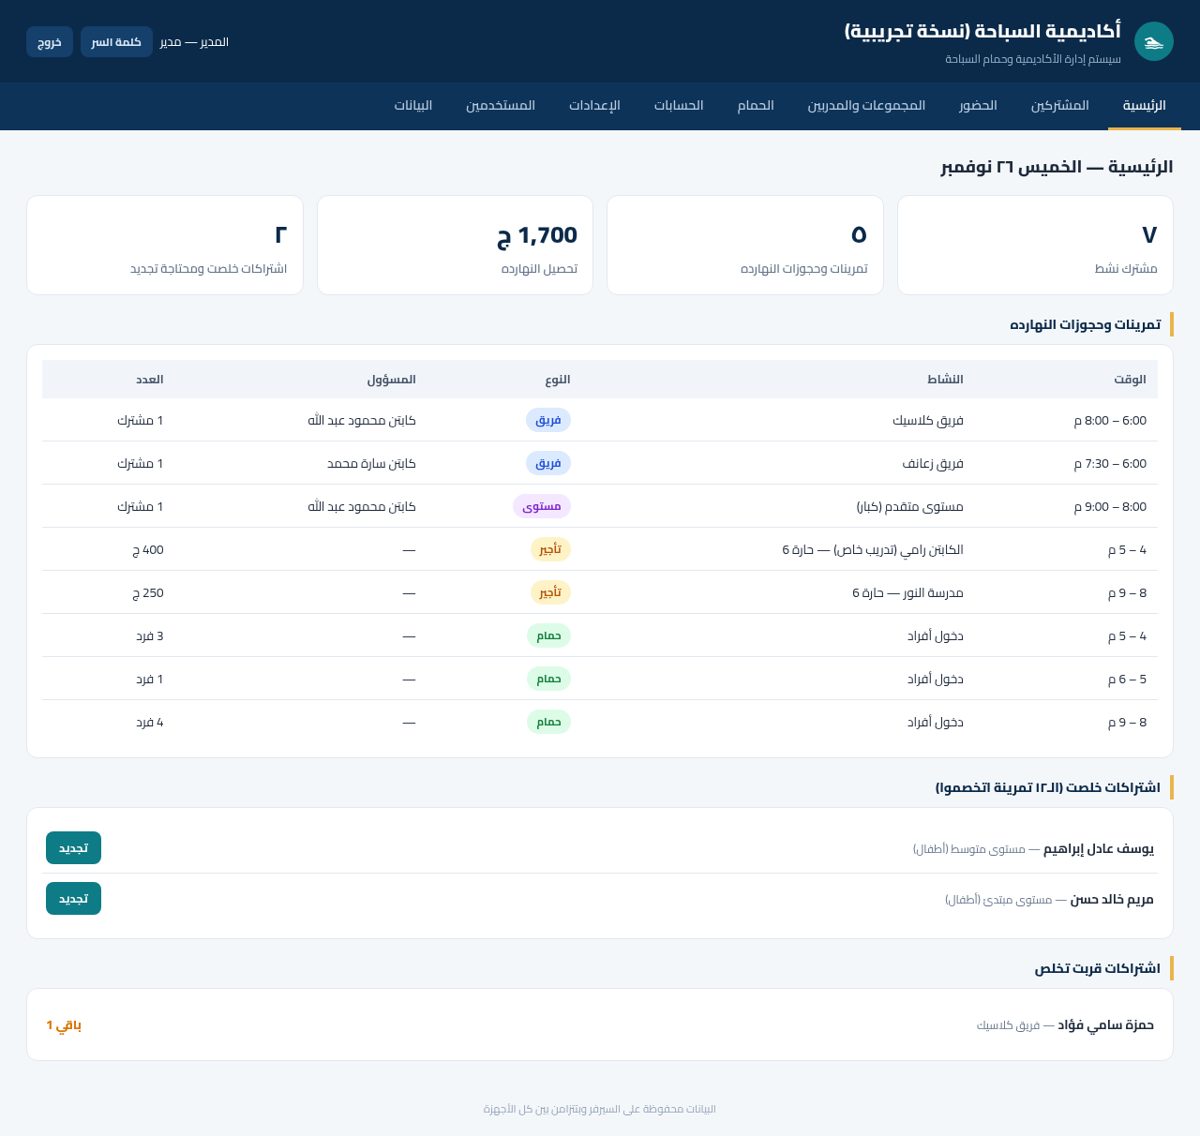 أكاديمية السباحة (نسخة تجريبية)
سيستم إدارة الأكاديمية وحمام السباحة
المدير — مدير
كلمة السر
خروج
الرئيسية المشتركين الحضور المجموعات والمدربين الحمام الحسابات الإعدادات المستخدمين البيانات
الرئيسية — الخميس ٢٦ نوفمبر
٧
مشترك نشط
٥
تمرينات وحجوزات النهارده
1,700 ج
تحصيل النهارده
٢
اشتراكات خلصت ومحتاجة تجديد
تمرينات وحجوزات النهارده
الوقت النشاط النوع المسؤول العدد
6:00 – 8:00 م فريق كلاسيك فريق كابتن محمود عبد الله 1 مشترك
6:00 – 7:30 م فريق زعانف فريق كابتن سارة محمد 1 مشترك
8:00 – 9:00 م مستوى متقدم (كبار) مستوى كابتن محمود عبد الله 1 مشترك
4 – 5 م الكابتن رامي (تدريب خاص) — حارة 6 تأجير — 400 ج
8 – 9 م مدرسة النور — حارة 6 تأجير — 250 ج
4 – 5 م دخول أفراد حمام — 3 فرد
5 – 6 م دخول أفراد حمام — 1 فرد
8 – 9 م دخول أفراد حمام — 4 فرد
اشتراكات خلصت (الـ١٢ تمرينة اتخصموا)
يوسف عادل إبراهيم — مستوى متوسط (أطفال) تجديد
مريم خالد حسن — مستوى مبتدئ (أطفال) تجديد
اشتراكات قربت تخلص
حمزة سامي فؤاد — فريق كلاسيك باقي 1
البيانات محفوظة على السيرفر وبتتزامن بين كل الأجهزة